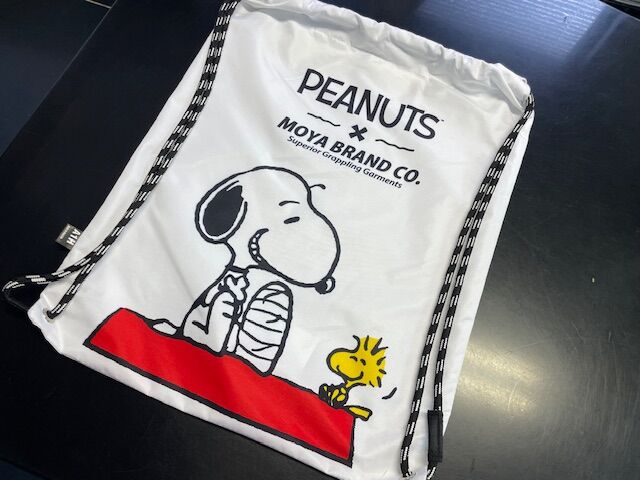 PEANUTS
x
MOYA BRAND CO.
Superior Grappling Garments